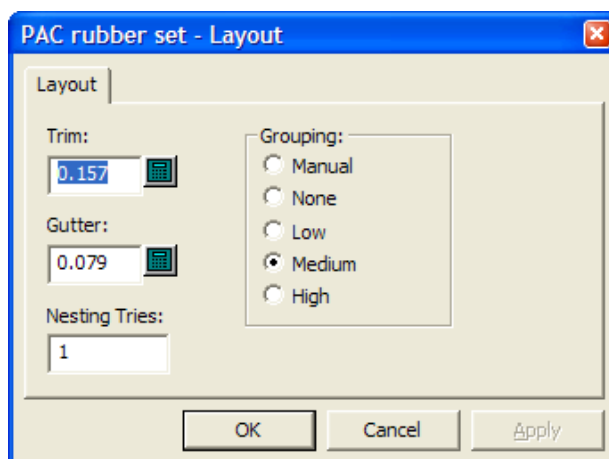 PAC rubber set - Layout
Layout
Trim:
0.157
Gutter:
0.079
Nesting Tries:
1
Grouping:
Manual
None
Low
Medium
High
OK
Cancel
Apply